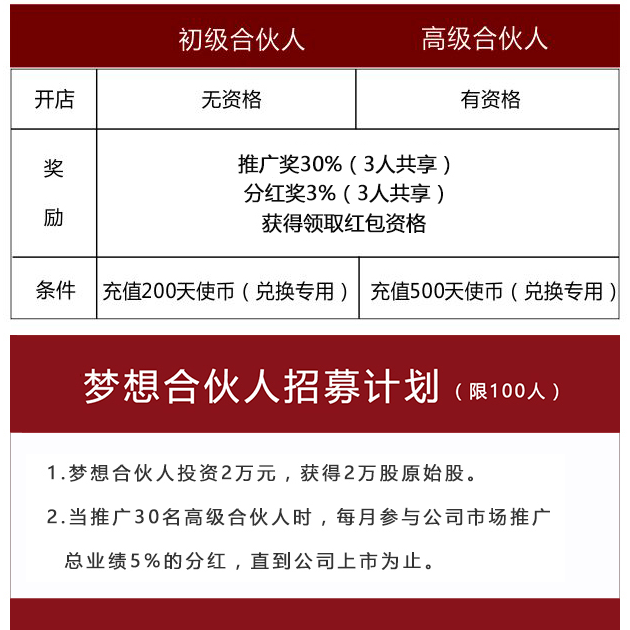 初级合伙人 高级合伙人
开店 无资格 有资格
奖励
推广奖30%（3人共享）
分红奖3%（3人共享）
获得领取红包资格
条件 充值200天使币（兑换专用） 充值500天使币（兑换专用）
梦想合伙人招募计划（限100人）
1.梦想合伙人投资2万元，获得2万股原始股。
2.当推广30名高级合伙人时，每月参与公司市场推广
总业绩5%的分红，直到公司上市为止。